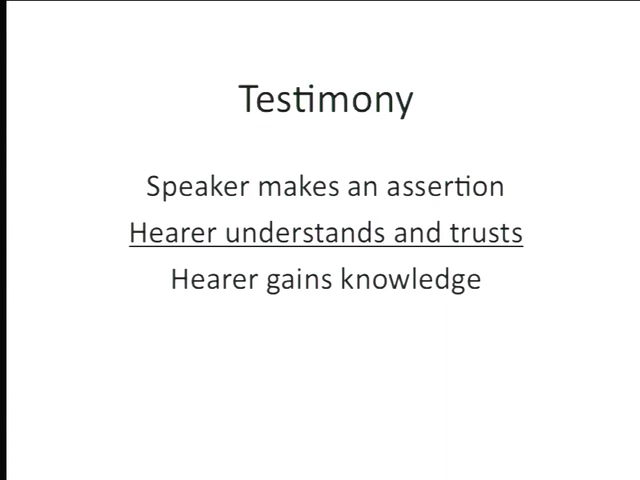 Testimony
Speaker makes an assertion
Hearer understands and trusts
Hearer gains knowledge